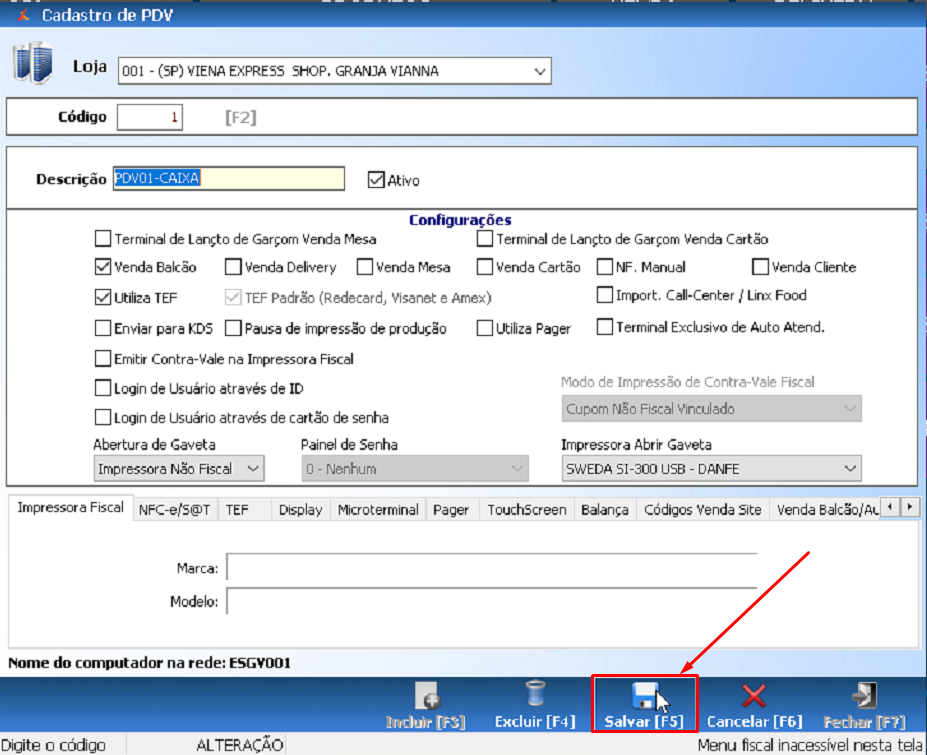 Cadastro de PDV
Loja 001 - (SP) VIENA EXPRESS SHOP. GRANJA VIANNA
Código 1 [F2]
Descrição PDV01-CAIXA Ativo
Configurações
Terminal de Lançto de Garçom Venda Mesa Terminal de Lançto de Garçom Venda Cartão
Venda Balcão Venda Delivery Venda Mesa Venda Cartão NF. Manual Venda Cliente
Utiliza TEF TEF Padrão (Redecard, Visanet e Amex) Import. Call-Center / Linx Food
Enviar para KDS Pausa de impressão de produção Utiliza Pager Terminal Exclusivo de Auto Atend.
Emitir Contra-Vale na Impressora Fiscal
Login de Usuário através de ID Modo de Impressão de Contra-Vale Fiscal
Login de Usuário através de cartão de senha Cupom Não Fiscal Vinculado
Abertura de Gaveta Painel de Senha Impressora Abrir Gaveta
Impressora Não Fiscal 0 - Nenhum SWEDA SI-300 USB - DANFE
Impressora Fiscal NFC-e/S@T TEF Display Microterminal Pager TouchScreen Balança Códigos Venda Site Venda Balcão/Au
Marca:
Modelo:
Nome do computador na rede: ESGV001
Incluir [F3] Excluir [F4] Salvar [F5] Cancelar [F6] Fechar [F7]
Digite o código ALTERAÇÃO Menu fiscal inacessível nesta tela